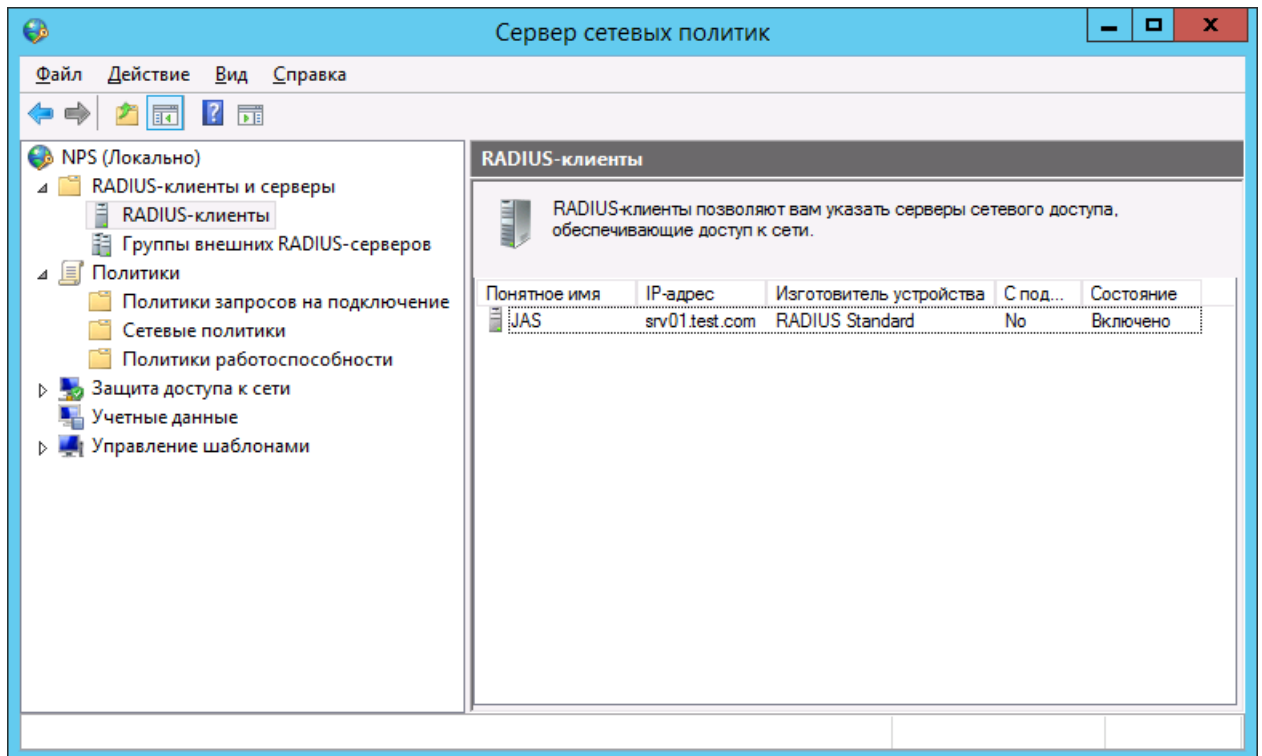 Сервер сетевых политик
Файл Действие Вид Справка
NPS (Локально)
RADIUS-клиенты и серверы
RADIUS-клиенты
Группы внешних RADIUS-серверов
Политики
Политики запросов на подключение
Сетевые политики
Политики работоспособности
Защита доступа к сети
Учетные данные
Управление шаблонами
RADIUS-клиенты
RADIUS-клиенты позволяют вам указать серверы сетевого доступа,
обеспечивающие доступ к сети.
Понятное имя IP-адрес Изготовитель устройства С под... Состояние
JAS srv01.test.com RADIUS Standard No Включено